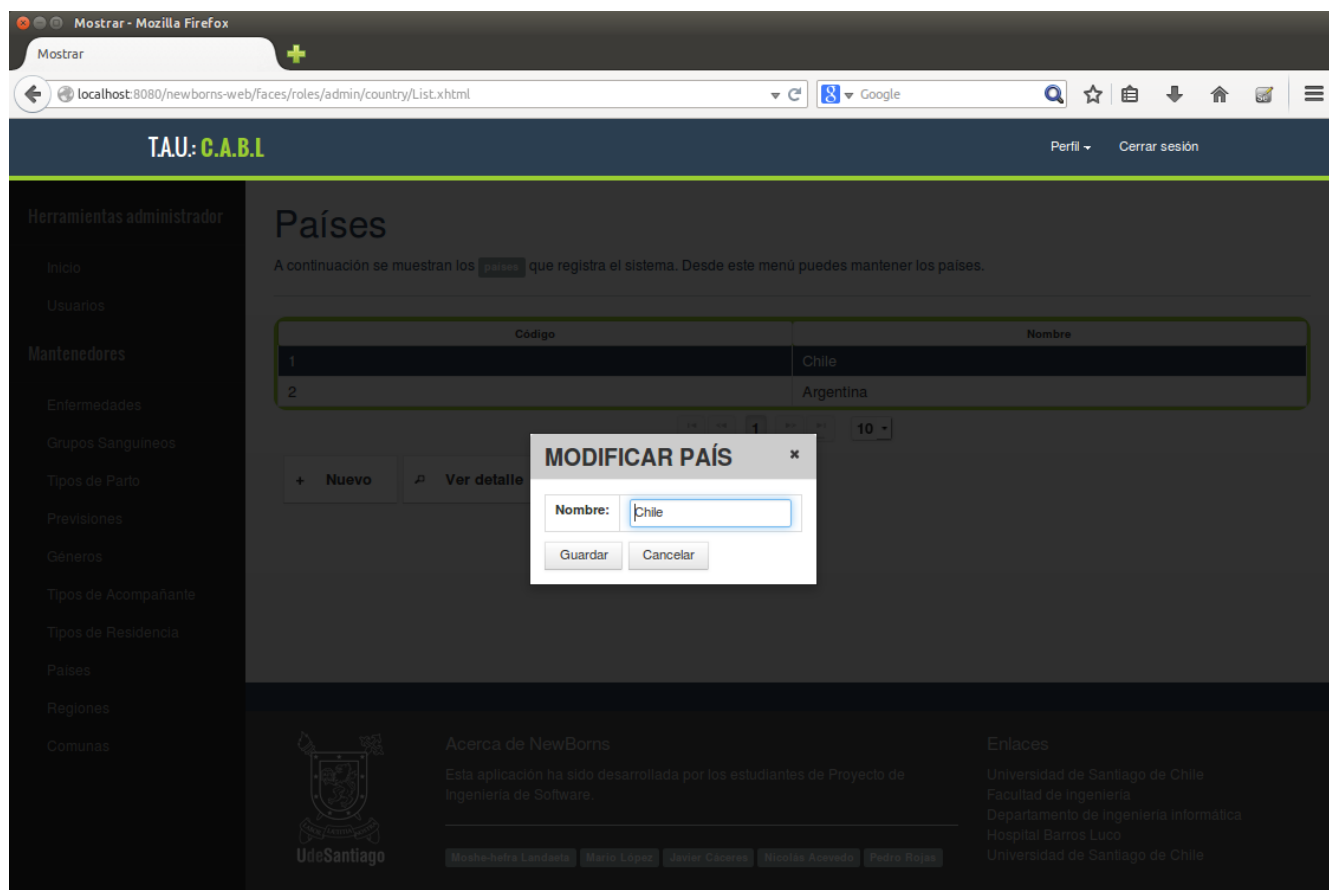 Mostrar - Mozilla Firefox
Mostrar
localhost:8080/newborns-web/faces/roles/admin/country/List.xhtml
Google
T.A.U.: C.A.B.L
Perfil
Cerrar sesión
Herramientas administrador
Inicio
Usuarios
Mantenedores
Enfermedades
Grupos Sanguíneos
Tipos de Parto
Previsiones
Géneros
Tipos de Acompañante
Tipos de Residencia
Países
Regiones
Comunas
Países
A continuación se muestran los países que registra el sistema. Desde este menú puedes mantener los países.
Código Nombre
1 Chile
2 Argentina
1 10
+ Nuevo Ver detalle
MODIFICAR PAÍS
Nombre: Chile
Guardar Cancelar
UdeSantiago
Acerca de NewBorns
Esta aplicación ha sido desarrollada por los estudiantes de Proyecto de
Ingeniería de Software.
Moshe-hefra Landaeta Mario López Javier Cáceres Nicolás Acevedo Pedro Rojas
Enlaces
Universidad de Santiago de Chile
Facultad de ingeniería
Departamento de ingeniería informática
Hospital Barros Luco
Universidad de Santiago de Chile